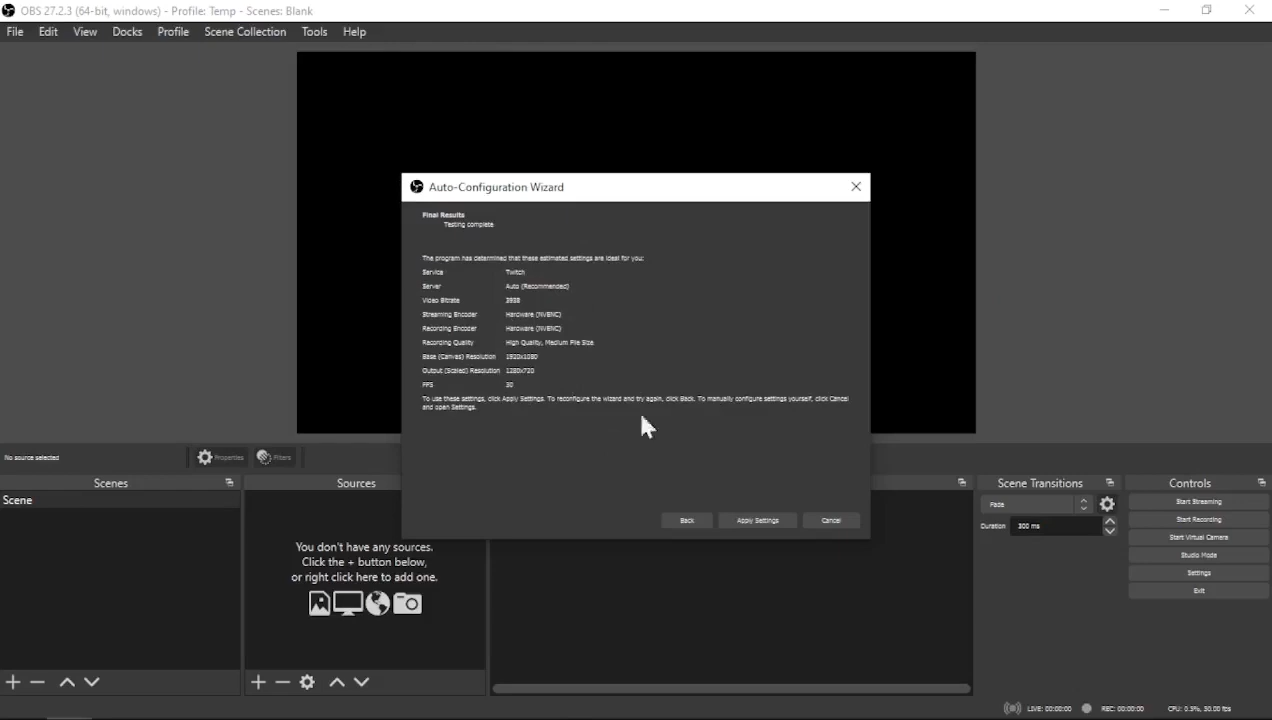 OBS 27.2.3 (64-bit, windows) - Profile: Temp - Scenes: Blank
File Edit View Docks Profile Scene Collection Tools Help
Auto-Configuration Wizard
Final Results
Testing complete
The program has determined that these estimated settings are ideal for you:
Service Twitch
Server Auto (Recommended)
Video Bitrate 3938
Streaming Encoder Hardware (NVENC)
Recording Encoder Hardware (NVENC)
Recording Quality High Quality, Medium File Size
Base (Canvas) Resolution 1920x1080
Output (Scaled) Resolution 1280x720
FPS 30
To use these settings, click Apply Settings. To reconfigure the wizard and try again, click Back. To manually configure settings yourself, click Cancel
and open Settings.
Back Apply Settings Cancel
No source selected Properties Filters
Scenes Sources Scene Transitions Controls
Scene
You don't have any sources.
Click the + button below,
or right click here to add one.
Fade
Duration 300 ms
Start Streaming
Start Recording
Start Virtual Camera
Studio Mode
Settings
Exit
LIVE: 00:00:00 REC: 00:00:00 CPU: 0.3%, 30.00 fps